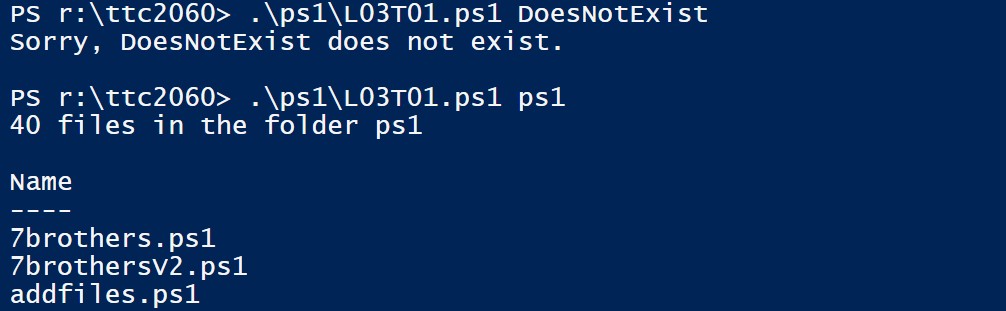 PS r:\ttc2060> .\ps1\L03T01.ps1 DoesNotExist
Sorry, DoesNotExist does not exist.
PS r:\ttc2060> .\ps1\L03T01.ps1 ps1
40 files in the folder ps1
Name
----
7brothers.ps1
7brothersV2.ps1
addfiles.ps1